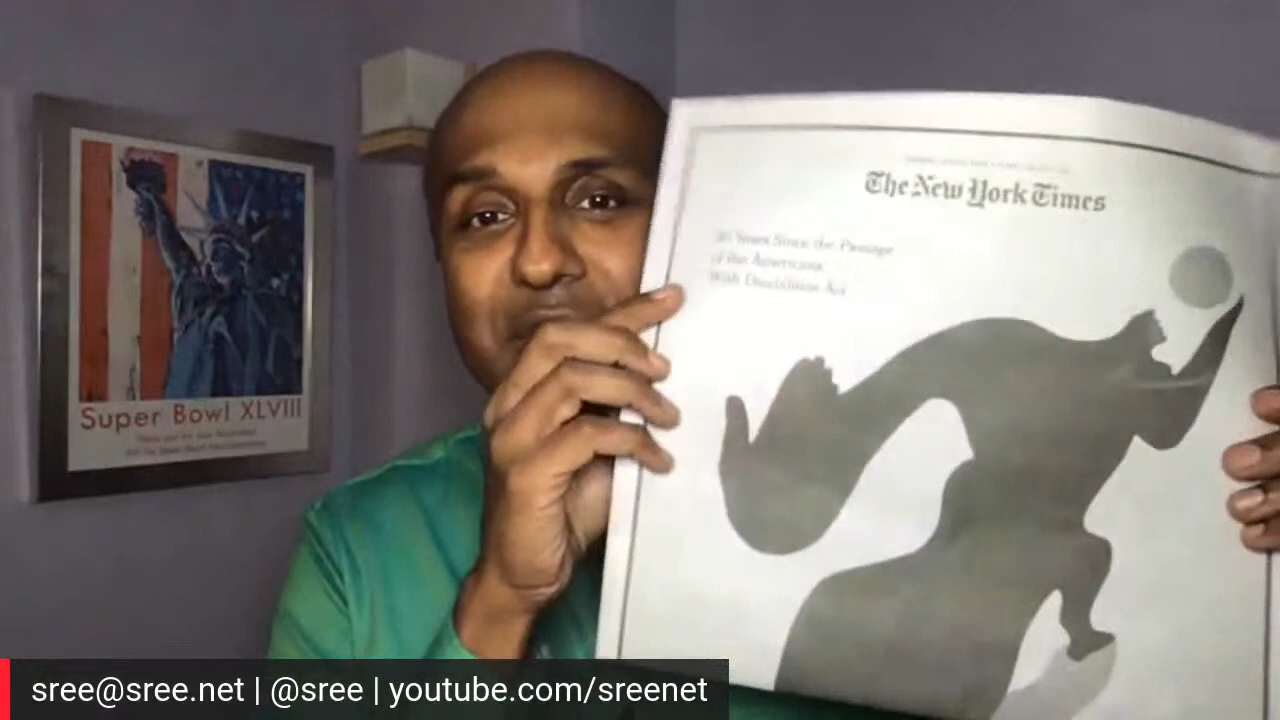 The New York Times
30 Years Since the Passage
of the Americans
With Disabilities Act
Super Bowl XLVIII
sree@sree.net | @sree | youtube.com/sreenet